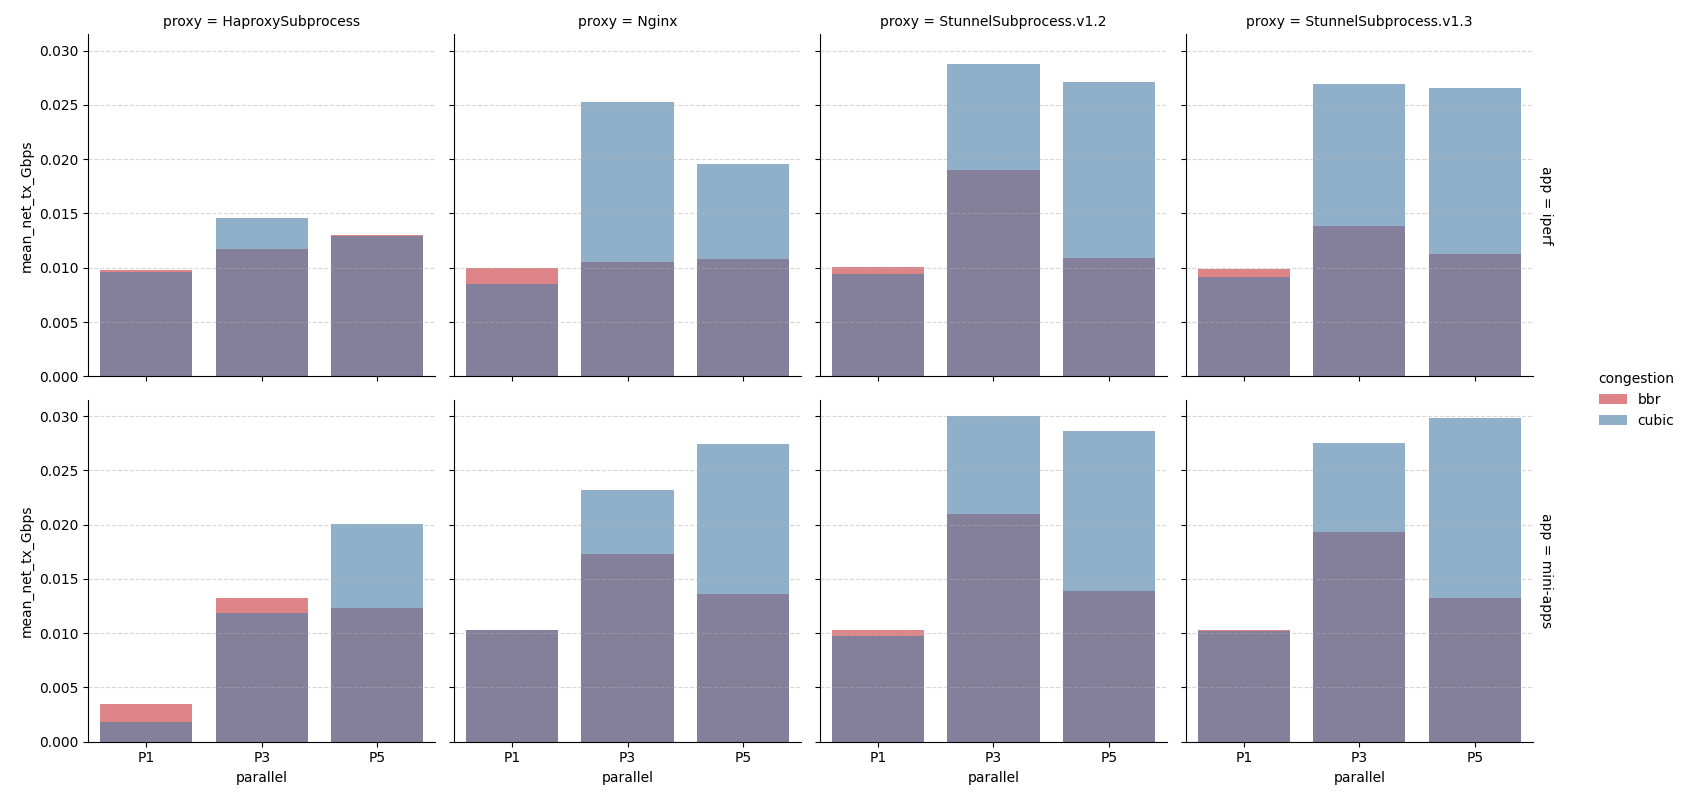 proxy = HaproxySubprocess
proxy = Nginx
proxy = StunnelSubprocess.v1.2
proxy = StunnelSubprocess.v1.3
mean_net_tx_Gbps
0.030
0.025
0.020
0.015
0.010
0.005
0.000
app = iperf
congestion
bbr
cubic
mean_net_tx_Gbps
0.030
0.025
0.020
0.015
0.010
0.005
0.000
app = mini-apps
P1 P3 P5
P1 P3 P5
P1 P3 P5
P1 P3 P5
parallel
parallel
parallel
parallel